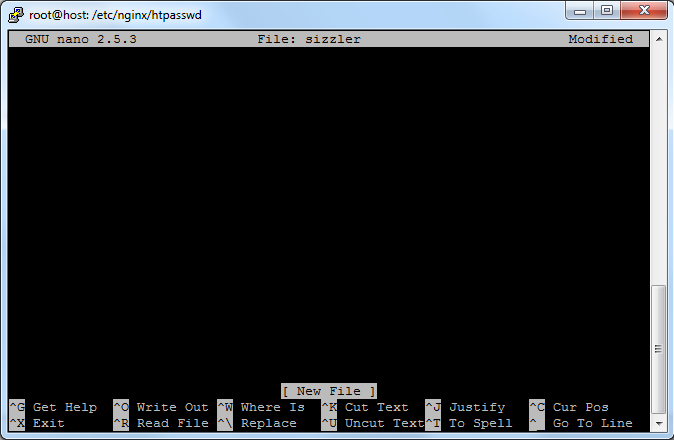 root@host: /etc/nginx/htpasswd
GNU nano 2.5.3 File: sizzler Modified
[ New File ]
^G Get Help ^O Write Out ^W Where Is ^K Cut Text ^J Justify ^C Cur Pos
^X Exit ^R Read File ^\ Replace ^U Uncut Text ^T To Spell ^_ Go To Line